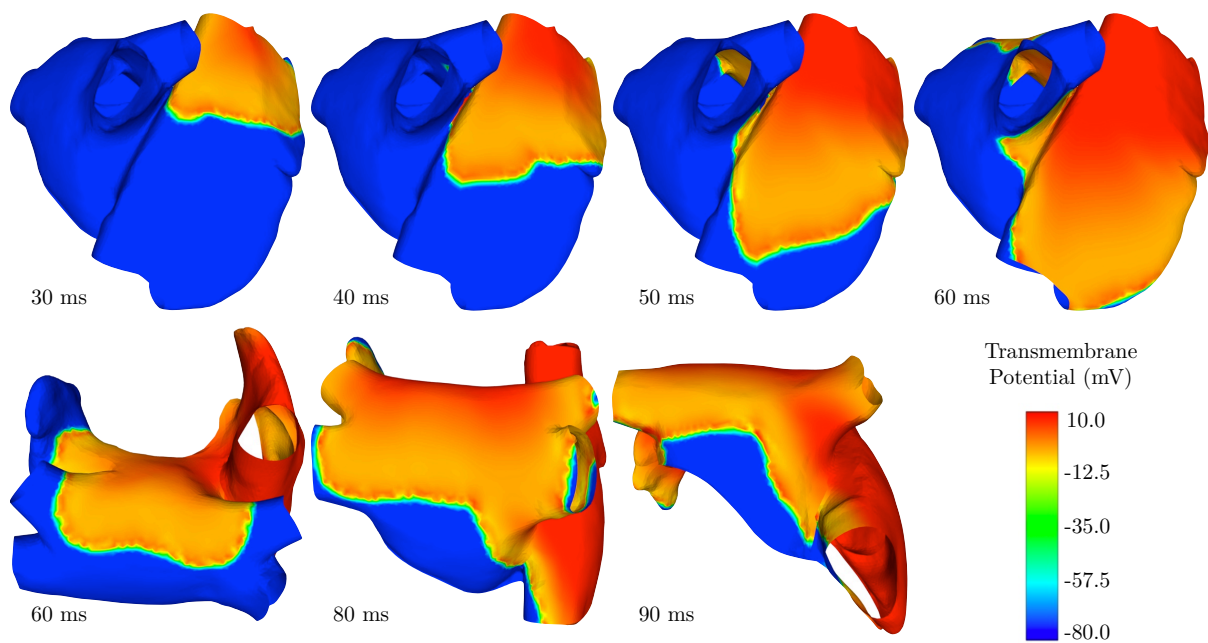 30 ms
40 ms
50 ms
60 ms
60 ms
80 ms
90 ms
Transmembrane
Potential (mV)
10.0
-12.5
-35.0
-57.5
-80.0